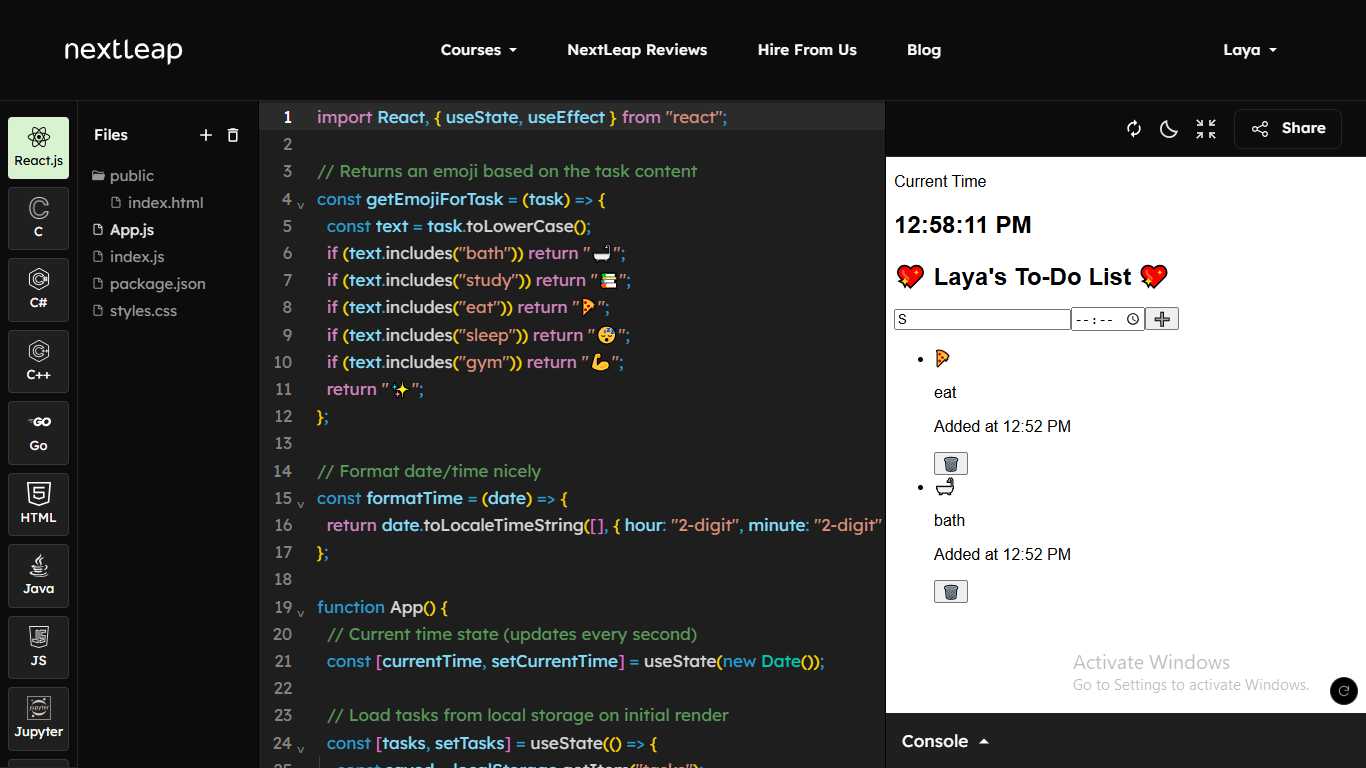 nextleap
Courses
NextLeap Reviews
Hire From Us
Blog
Laya
React.js
C
C#
C++
GO
Go
HTML
Java
JS
Jupyter
Files
public
index.html
App.js
index.js
package.json
styles.css
1 import React, { useState, useEffect } from "react";
2
3 // Returns an emoji based on the task content
4 const getEmojiForTask = (task) => {
5 const text = task.toLowerCase();
6 if (text.includes("bath")) return "🛁";
7 if (text.includes("study")) return "📚";
8 if (text.includes("eat")) return "🍕";
9 if (text.includes("sleep")) return "😴";
10 if (text.includes("gym")) return "💪";
11 return "✨";
12 };
13
14 // Format date/time nicely
15 const formatTime = (date) => {
16 return date.toLocaleTimeString([], { hour: "2-digit", minute: "2-digit"
17 };
18
19 function App() {
20 // Current time state (updates every second)
21 const [currentTime, setCurrentTime] = useState(new Date());
22
23 // Load tasks from local storage on initial render
24 const [tasks, setTasks] = useState(() => {
Share
Current Time
12:58:11 PM
💖 Laya's To-Do List 💖
S --:-- ➕
🍕
eat
Added at 12:52 PM
🗑️
🛁
bath
Added at 12:52 PM
🗑️
Activate Windows
Go to Settings to activate Windows.
Console